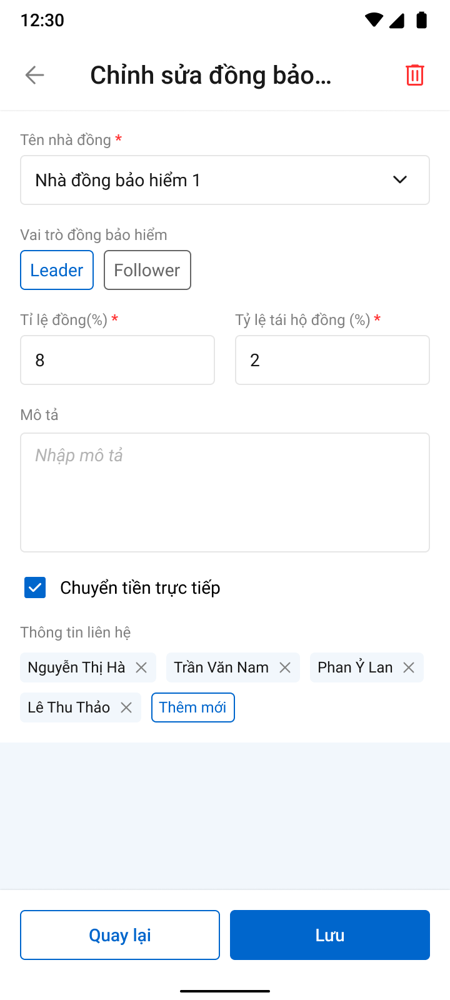 12:30
Chỉnh sửa đồng bảo...
Tên nhà đồng *
Nhà đồng bảo hiểm 1
Vai trò đồng bảo hiểm
Leader Follower
Tỉ lệ đồng(%) * Tỷ lệ tái hộ đồng (%) *
8 2
Mô tả
Nhập mô tả
Chuyển tiền trực tiếp
Thông tin liên hệ
Nguyễn Thị Hà Trần Văn Nam Phan Ỷ Lan
Lê Thu Thảo Thêm mới
Quay lại Lưu